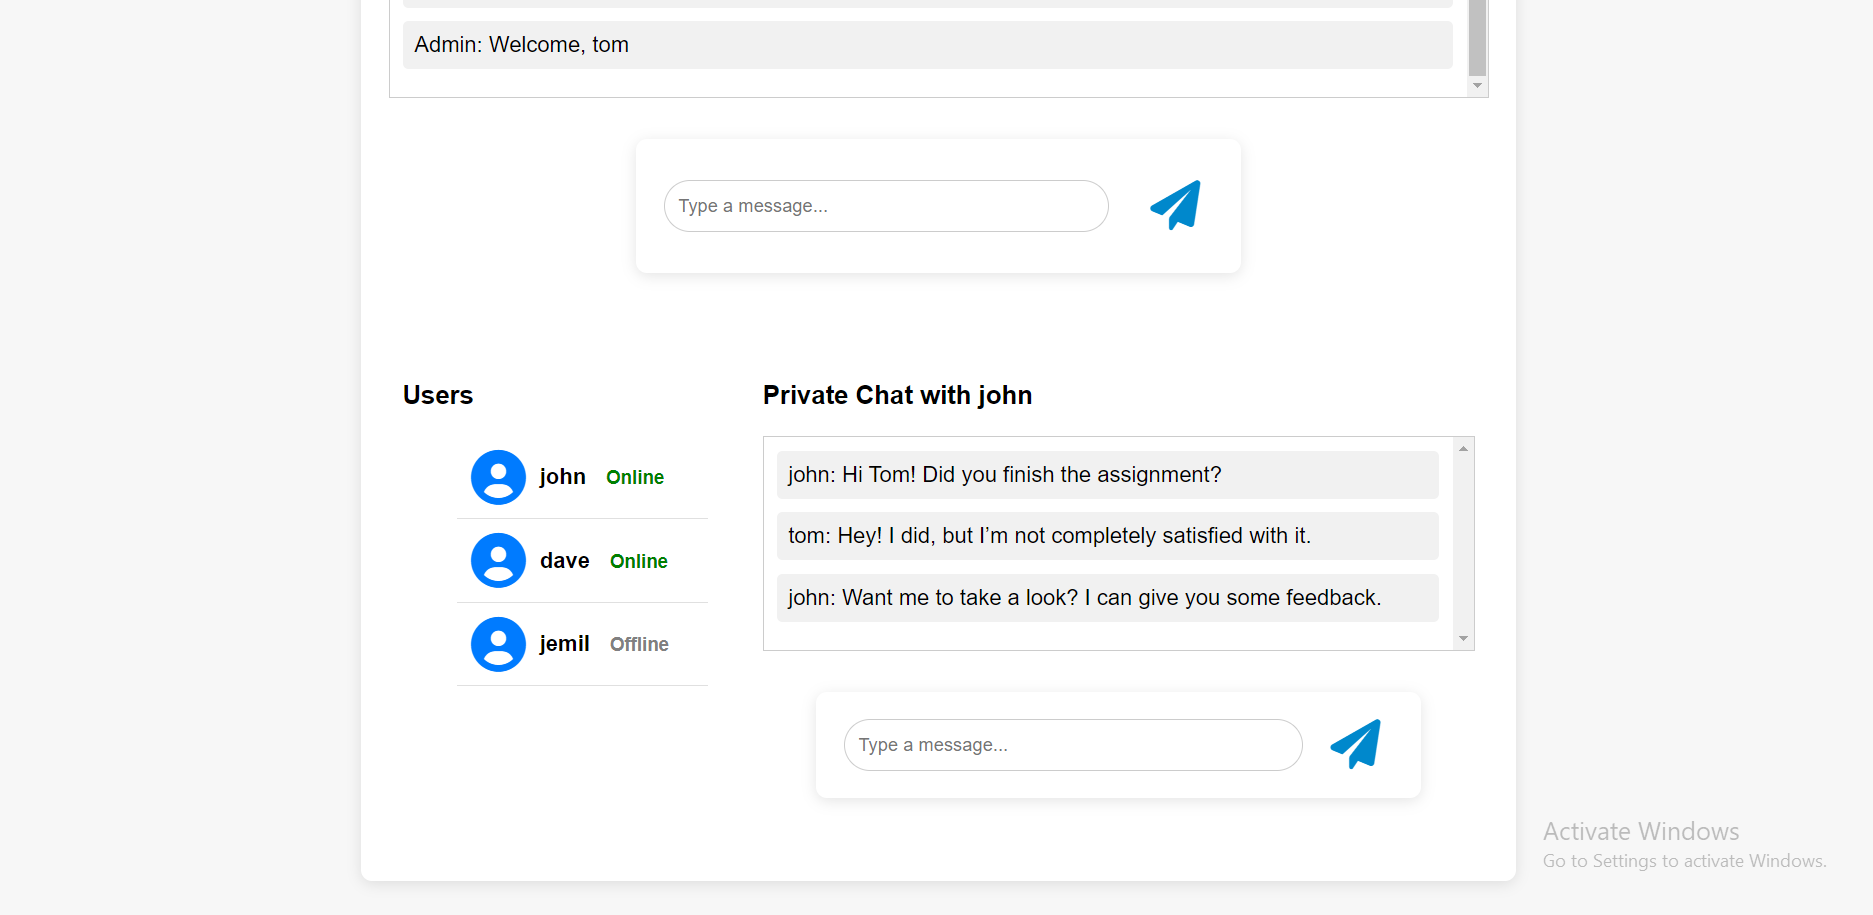 Admin: Welcome, tom
Type a message...
Users
john Online
dave Online
jemil Offline
Private Chat with john
john: Hi Tom! Did you finish the assignment?
tom: Hey! I did, but I’m not completely satisfied with it.
john: Want me to take a look? I can give you some feedback.
Type a message...
Activate Windows
Go to Settings to activate Windows.